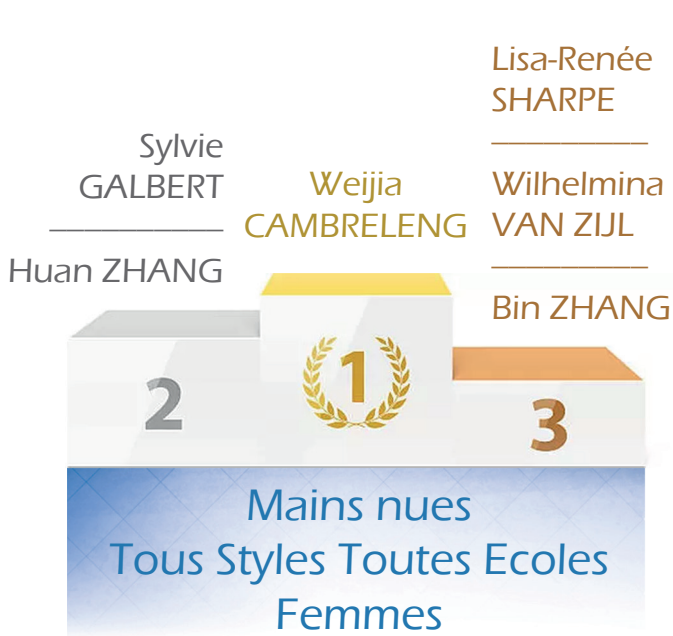 Sylvie
GALBERT
Huan ZHANG
Weijia
CAMBRELENG
Lisa-Renée
SHARPE
Wilhelmina
VAN ZIJL
Bin ZHANG
2
1
3
Mains nues
Tous Styles Toutes Ecoles
Femmes